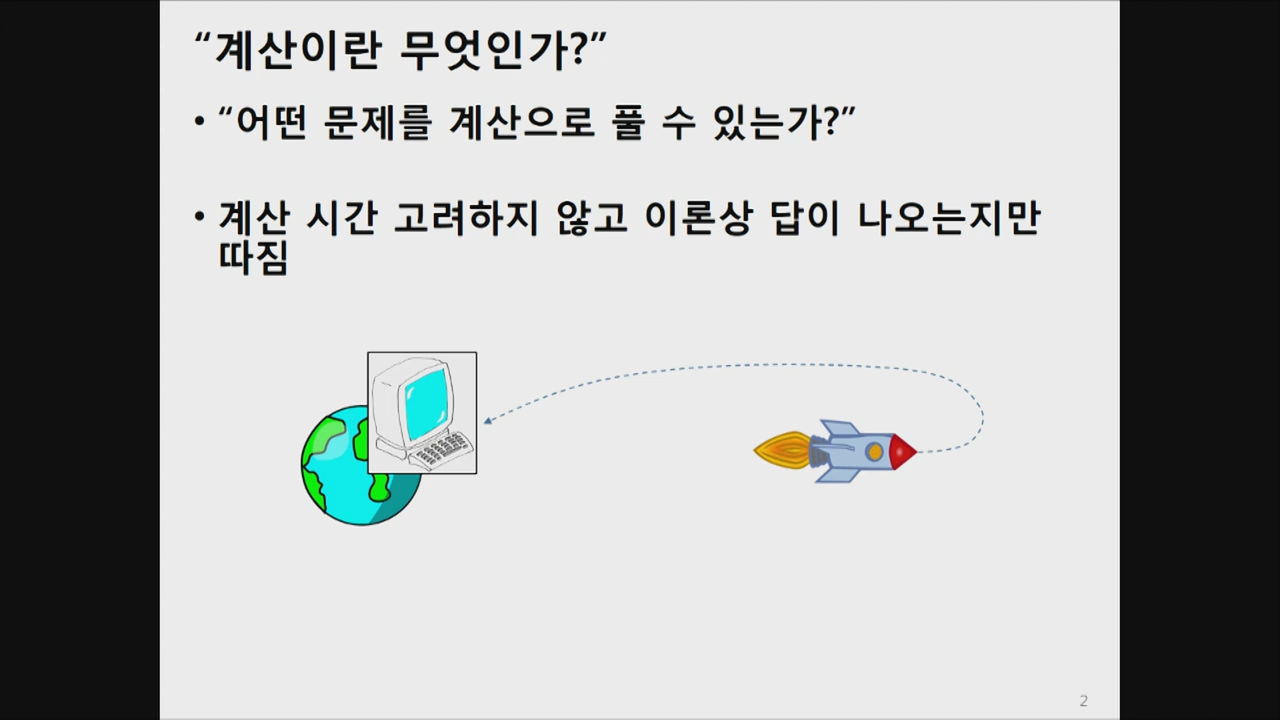 “계산이란 무엇인가?”
• “어떤 문제를 계산으로 풀 수 있는가?”
• 계산 시간 고려하지 않고 이론상 답이 나오는지만
따짐
2